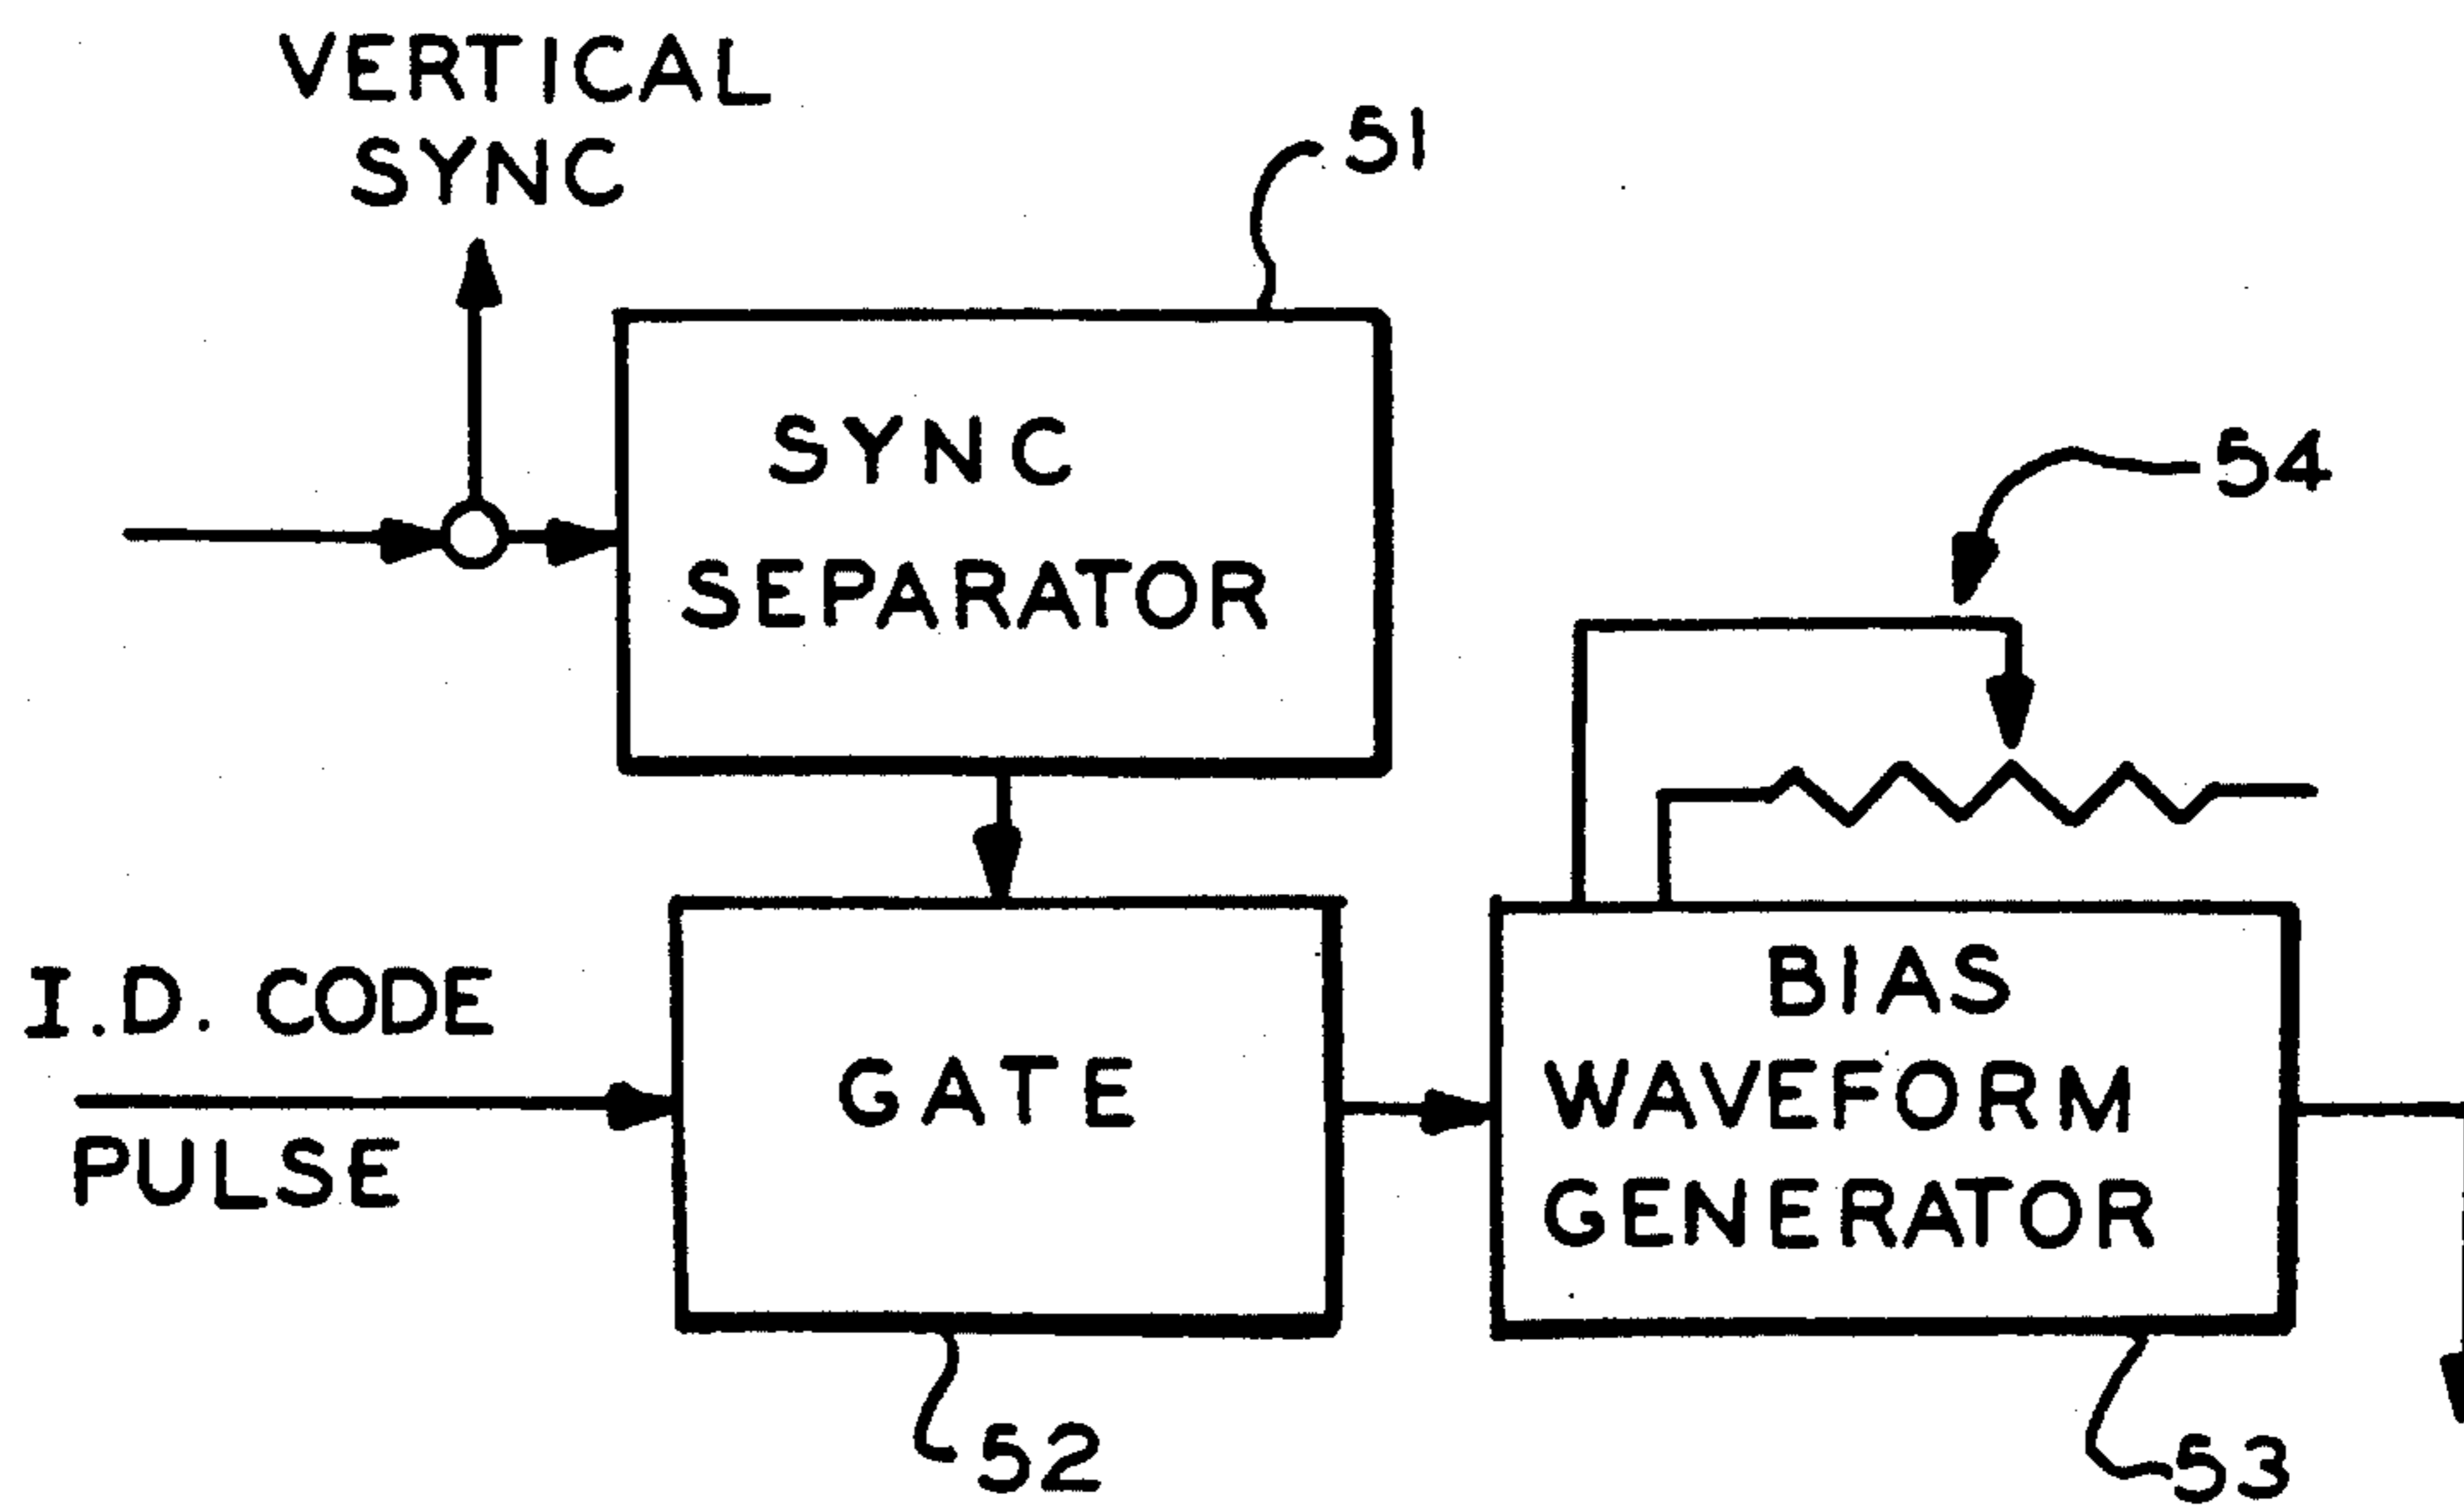 VERTICAL
SYNC
51
SYNC
SEPARATOR
54
I.D. CODE
PULSE
GATE
BIAS
WAVEFORM
GENERATOR
52
53